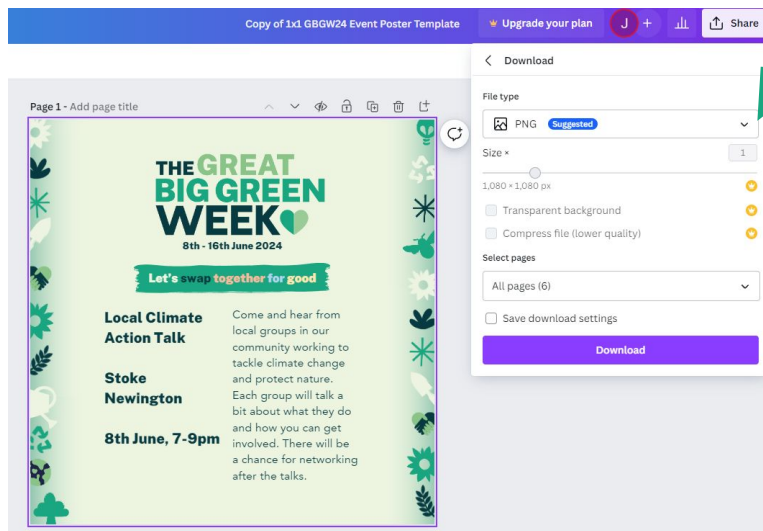 Copy of 1x1 GBGW24 Event Poster Template
Upgrade your plan
J
+
Share
Download
File type
PNG Suggested
Size ×
1
1,080 × 1,080 px
Transparent background
Compress file (lower quality)
Select pages
All pages (6)
Save download settings
Download
Page 1 - Add page title
THE GREAT
BIG GREEN
WEEK
8th - 16th June 2024
Let's swap together for good
Local Climate
Action Talk
Stoke
Newington
8th June, 7-9pm
Come and hear from
local groups in our
community working to
tackle climate change
and protect nature.
Each group will talk a
bit about what they do
and how you can get
involved. There will be
a chance for networking
after the talks.